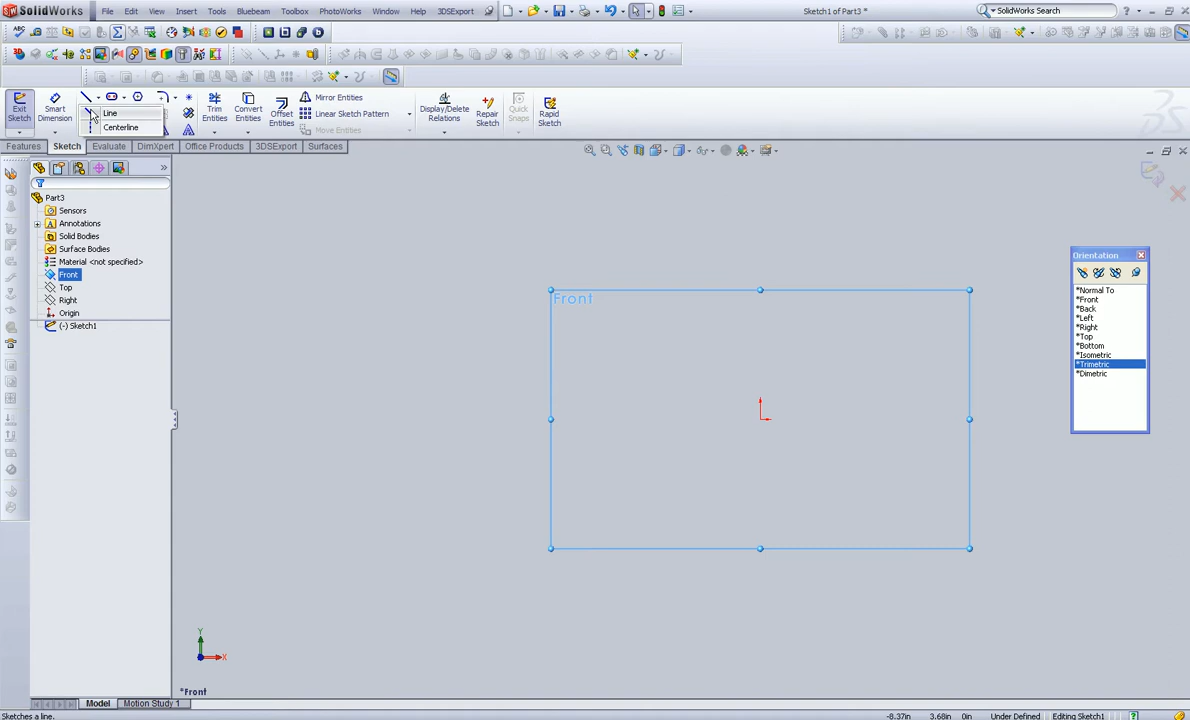 SolidWorks File Edit View Insert Tools Bluebeam Toolbox PhotoWorks Window Help 3DSExport Sketch1 of Part3 * SolidWorks Search
Exit Sketch
Smart Dimension
Line
Centerline
Trim Entities
Convert Entities
Offset Entities
Mirror Entities
Linear Sketch Pattern
Move Entities
Display/Delete Relations
Repair Sketch
Quick Snaps
Rapid Sketch
Features Sketch Evaluate DimXpert Office Products 3DSExport Surfaces
Part3
Sensors
Annotations
Solid Bodies
Surface Bodies
Material <not specified>
Front
Top
Right
Origin
(-) Sketch1
Front
Orientation
*Normal To
*Front
*Back
*Left
*Right
*Top
*Bottom
*Isometric
*Trimetric
*Dimetric
Y
X
*Front
Model Motion Study 1
Sketches a line. -8.37in 3.68in 0in Under Defined Editing Sketch1